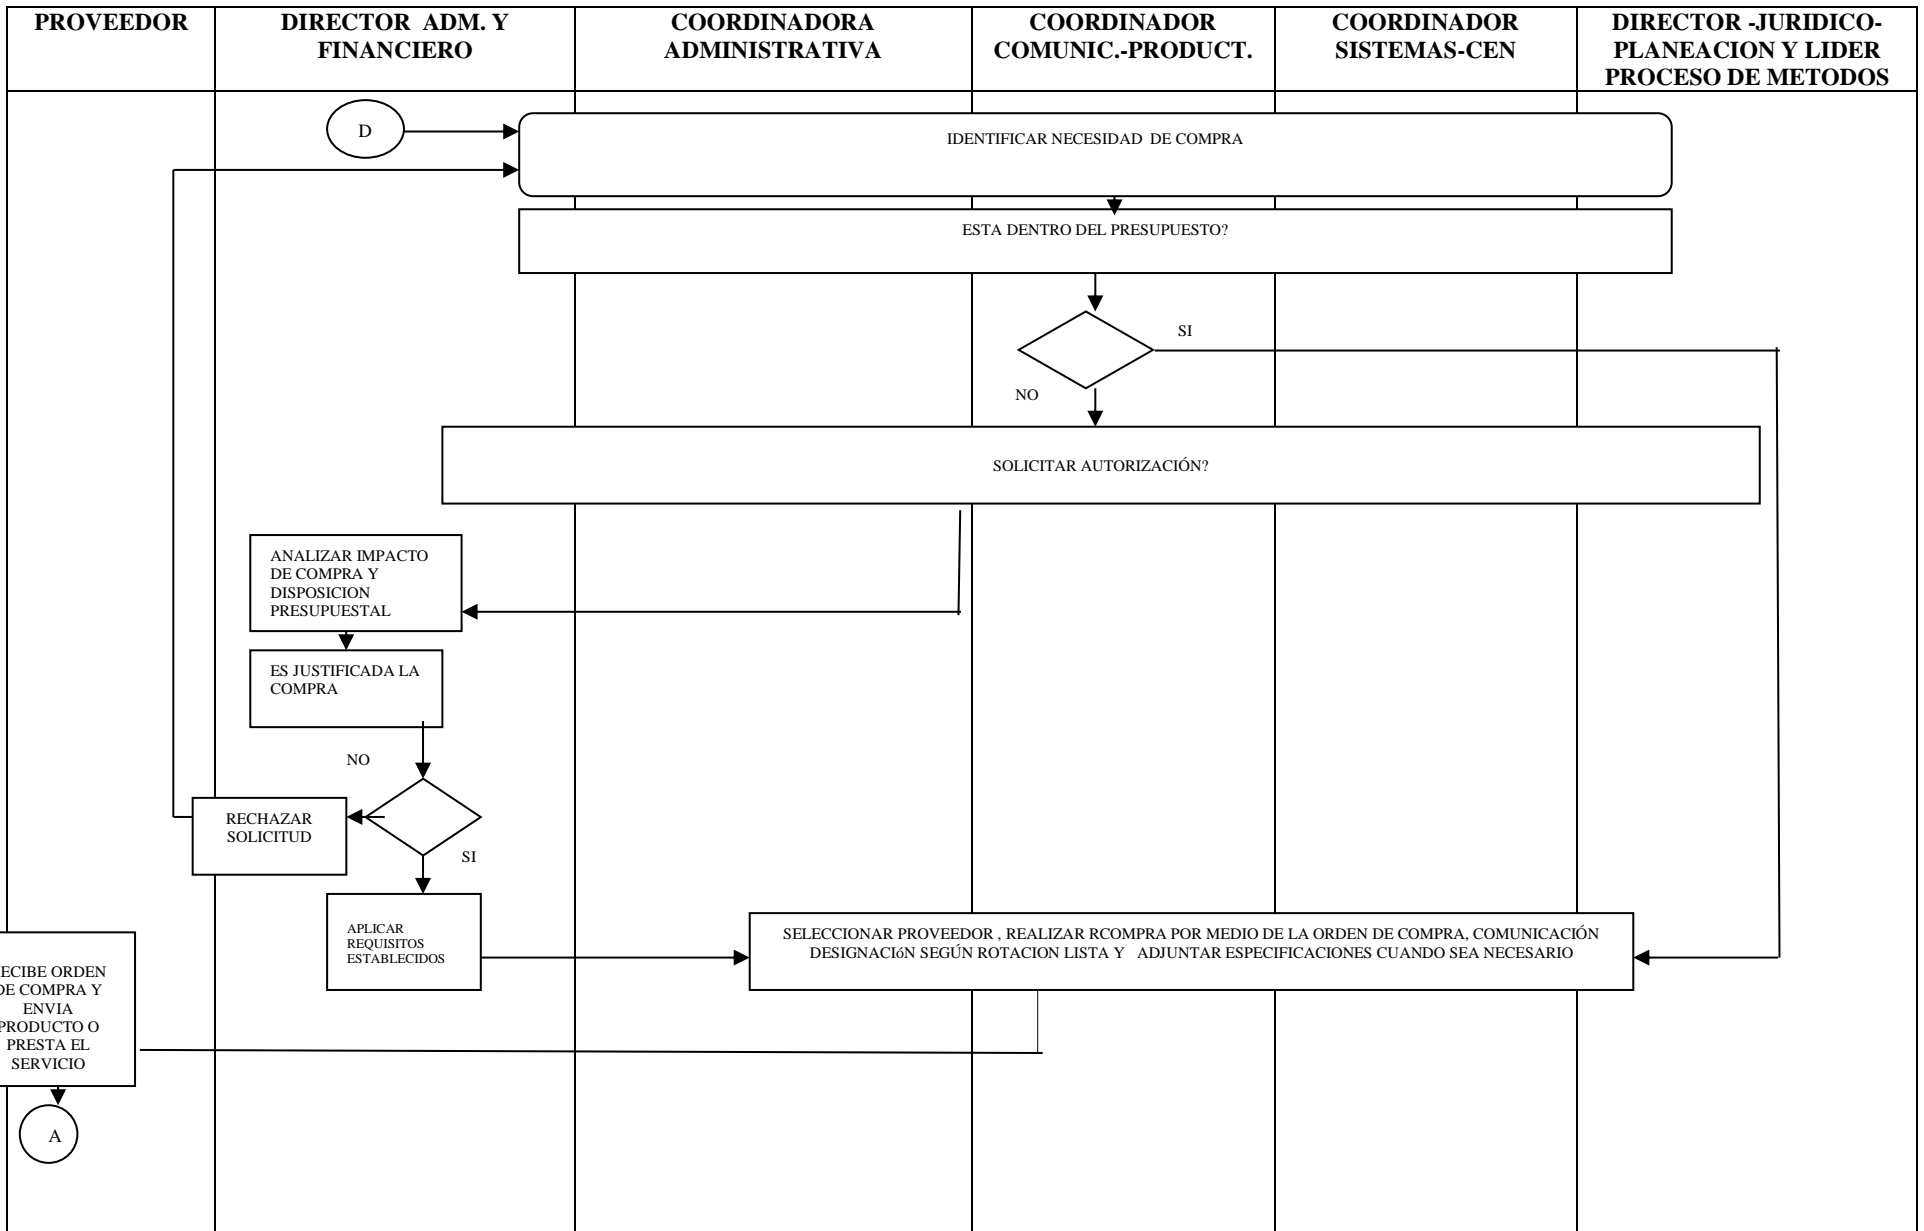 PROVEEDOR
DIRECTOR ADM. Y
FINANCIERO
COORDINADORA
ADMINISTRATIVA
COORDINADOR
COMUNIC.-PRODUCT.
COORDINADOR
SISTEMAS-CEN
DIRECTOR -JURIDICO-
PLANEACION Y LIDER
PROCESO DE METODOS
D
IDENTIFICAR NECESIDAD DE COMPRA
ESTA DENTRO DEL PRESUPUESTO?
SI
NO
SOLICITAR AUTORIZACIÓN?
ANALIZAR IMPACTO
DE COMPRA Y
DISPOSICION
PRESUPUESTAL
ES JUSTIFICADA LA
COMPRA
NO
RECHAZAR
SOLICITUD
SI
APLICAR
REQUISITOS
ESTABLECIDOS
SELECCIONAR PROVEEDOR , REALIZAR RCOMPRA POR MEDIO DE LA ORDEN DE COMPRA, COMUNICACIÓN
DESIGNACIóN SEGÚN ROTACION LISTA Y ADJUNTAR ESPECIFICACIONES CUANDO SEA NECESARIO
ECIBE ORDEN
DE COMPRA Y
ENVIA
PRODUCTO O
PRESTA EL
SERVICIO
A